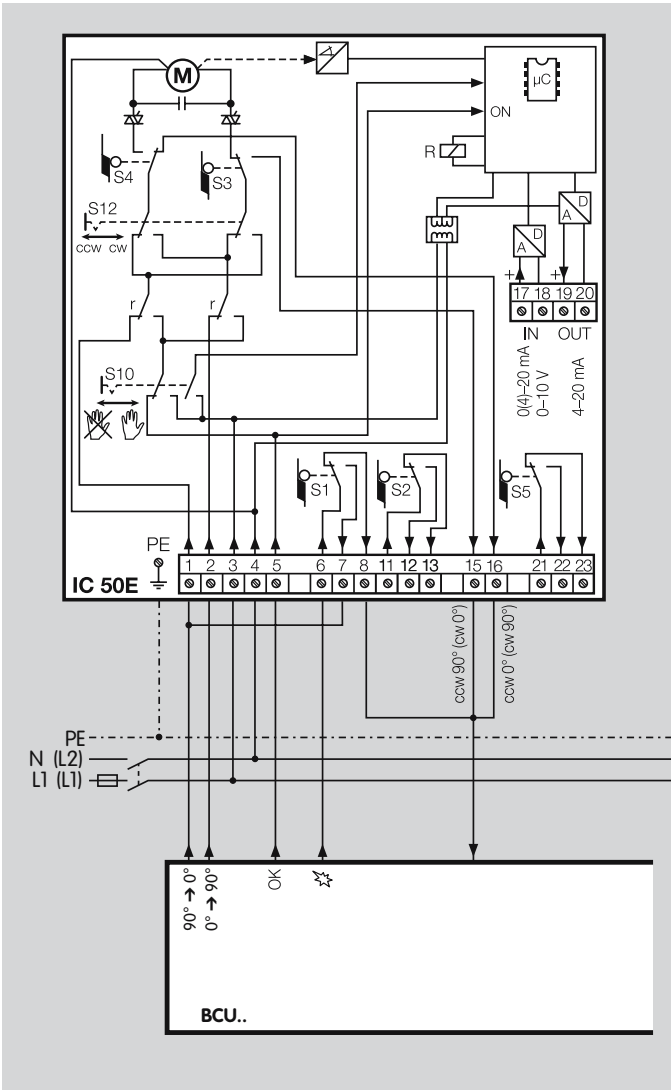 M
µC
ON
R
S4
S3
S12
ccw cw
D
A
D
A
+
+
17 18 19 20
IN OUT
0(4)–20 mA
0–10 V
4–20 mA
r
r
S10
S1
S2
S5
PE
1 2 3 4 5 6 7 8 11 12 13 15 16 21 22 23
IC 50E
ccw 90° (cw 0°)
ccw 0° (cw 90°)
PE
N (L2)
L1 (L1)
90° → 0°
0° → 90°
OK
BCU..